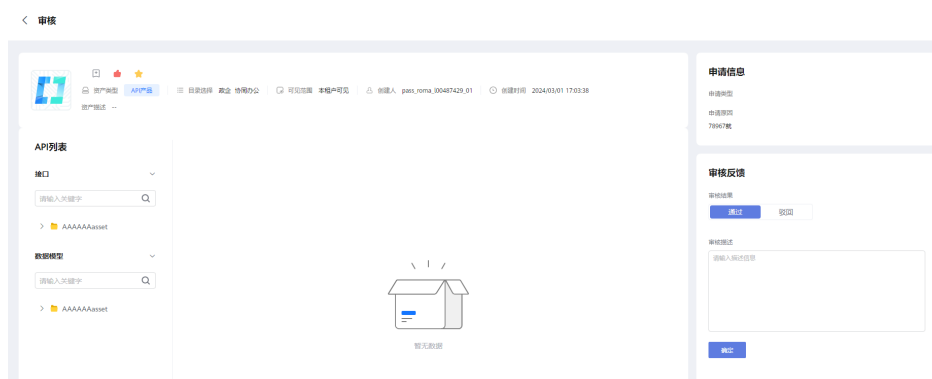 审核
资产类型 API产品 目录选择 政企 协同办公 可见范围 本租户可见 创建人 pass_roma_l00487429_01 创建时间 2024/03/01 17:03:38
资产描述 --
API列表
接口
请输入关键字
AAAAAAasset
数据模型
请输入关键字
AAAAAAasset
暂无数据
申请信息
申请类型
申请原因
78967航
审核反馈
审核结果
通过 驳回
审核描述
请输入描述信息
确定